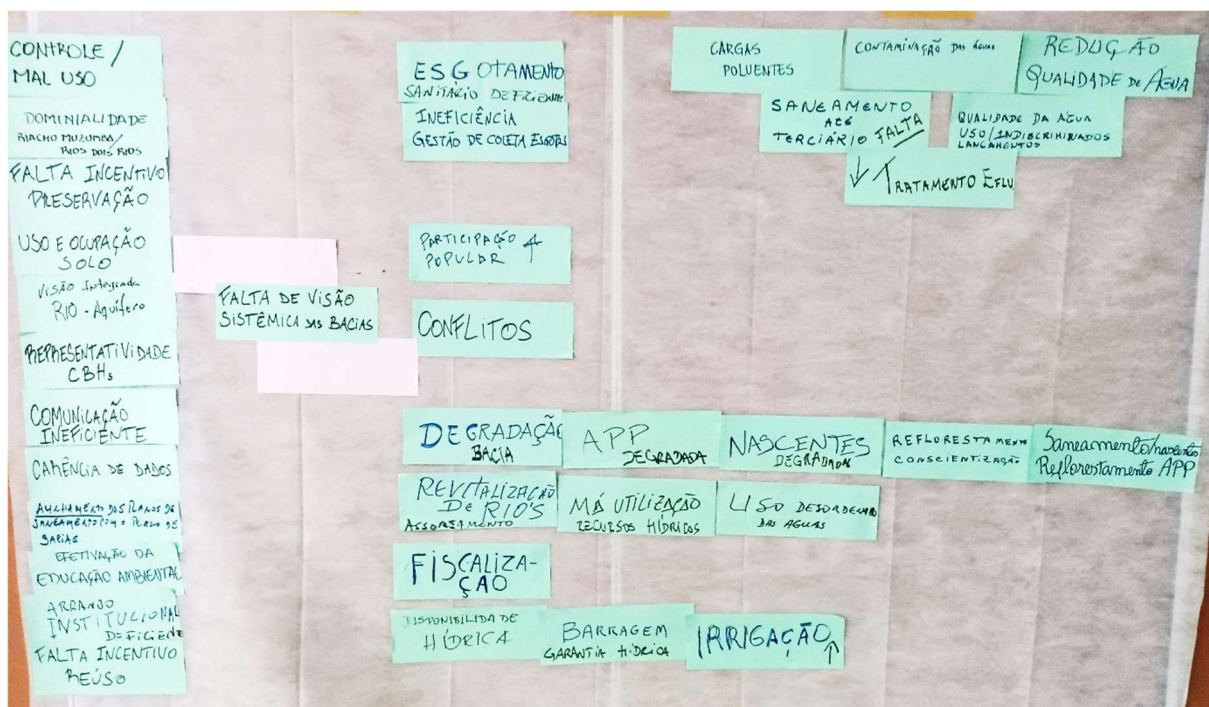 CONTROLE /
MAL USO
DOMINIALIDADE
RIACHO MUZUMBA /
RIOS DOIS RIOS
FALTA INCENTIVO
PRESERVAÇÃO
USO E OCUPAÇÃO
SOLO
Visão Integrada
RIO - Aquífero
REPRESENTATIVIDADE
CBHs
COMUNICAÇÃO
INEFICIENTE
CARÊNCIA DE DADOS
DOS PLANOS DE
SANEAMENTO COM O PLANO DE
BACIAS
EFETIVAÇÃO DA
EDUCAÇÃO AMBIENTAL
ARRANJO
INSTITUCIONAL
DEFICIENTE
FALTA INCENTIVO
REÚSO
FALTA DE VISÃO
SISTÊMICA DAS BACIAS
ESGOTAMENTO
SANITÁRIO DEFICIENTE
INEFICIÊNCIA
GESTÃO DE COLETA ESGOTOS
PARTICIPAÇÃO ↑
POPULAR
CONFLITOS
CARGAS
POLUENTES
CONTAMINAÇÃO DAS ÁGUAS
REDUÇÃO
QUALIDADE DE ÁGUA
SANEAMENTO
ATÉ
TERCIÁRIO FALTA
QUALIDADE DA ÁGUA
USO/INDISCRIMINADOS
LANÇAMENTOS
↓ TRATAMENTO EFLU
DEGRADAÇÃO
BACIA
APP
DEGRADADA
NASCENTES
DEGRADADAS
REFLORESTAMENTO
CONSCIENTIZAÇÃO
Saneamento/nascentes
Reflorestamento APP
REVITALIZAÇÃO
DE RIO'S
ASSOREAMENTO
MÁ UTILIZAÇÃO
RECURSOS HÍDRICOS
USO DESORDENADO
DAS AGUAS
FISCALIZA-
ÇÃO
DISPONIBILIDADE
HÍDRICA
BARRAGEM
GARANTIA HÍDRICA
IRRIGAÇÃO ↑